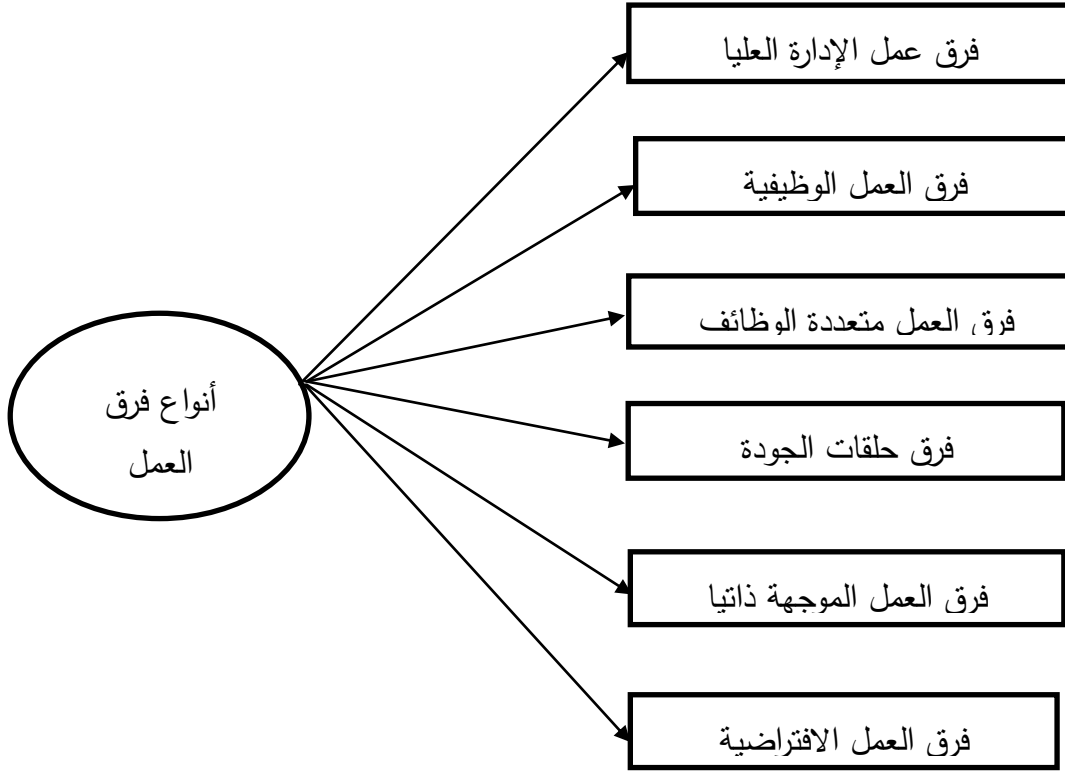 فرق عمل الإدارة العليا
فرق العمل الوظيفية
فرق العمل متعددة الوظائف
فرق حلقات الجودة
فرق العمل الموجهة ذاتيا
فرق العمل الافتراضية
أنواع فرق
العمل